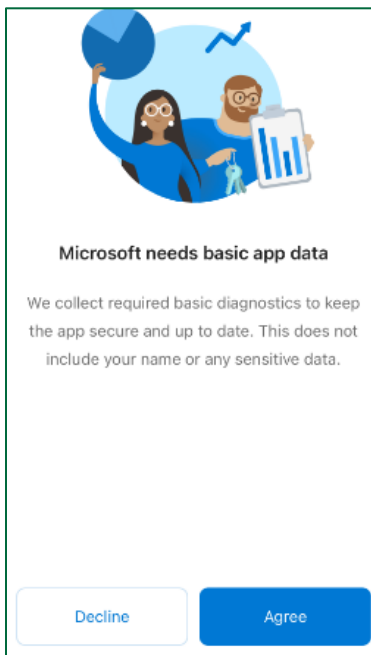 Microsoft needs basic app data
We collect required basic diagnostics to keep
the app secure and up to date. This does not
include your name or any sensitive data.
Decline
Agree